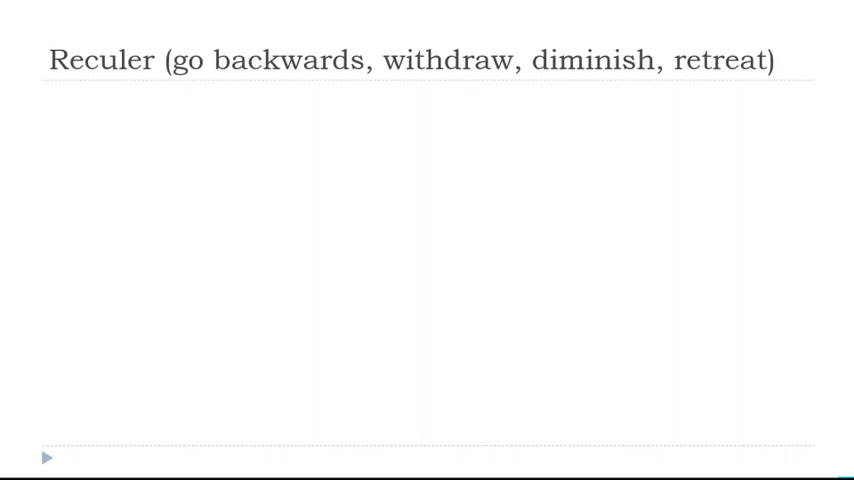 Reculer (go backwards, withdraw, diminish, retreat)